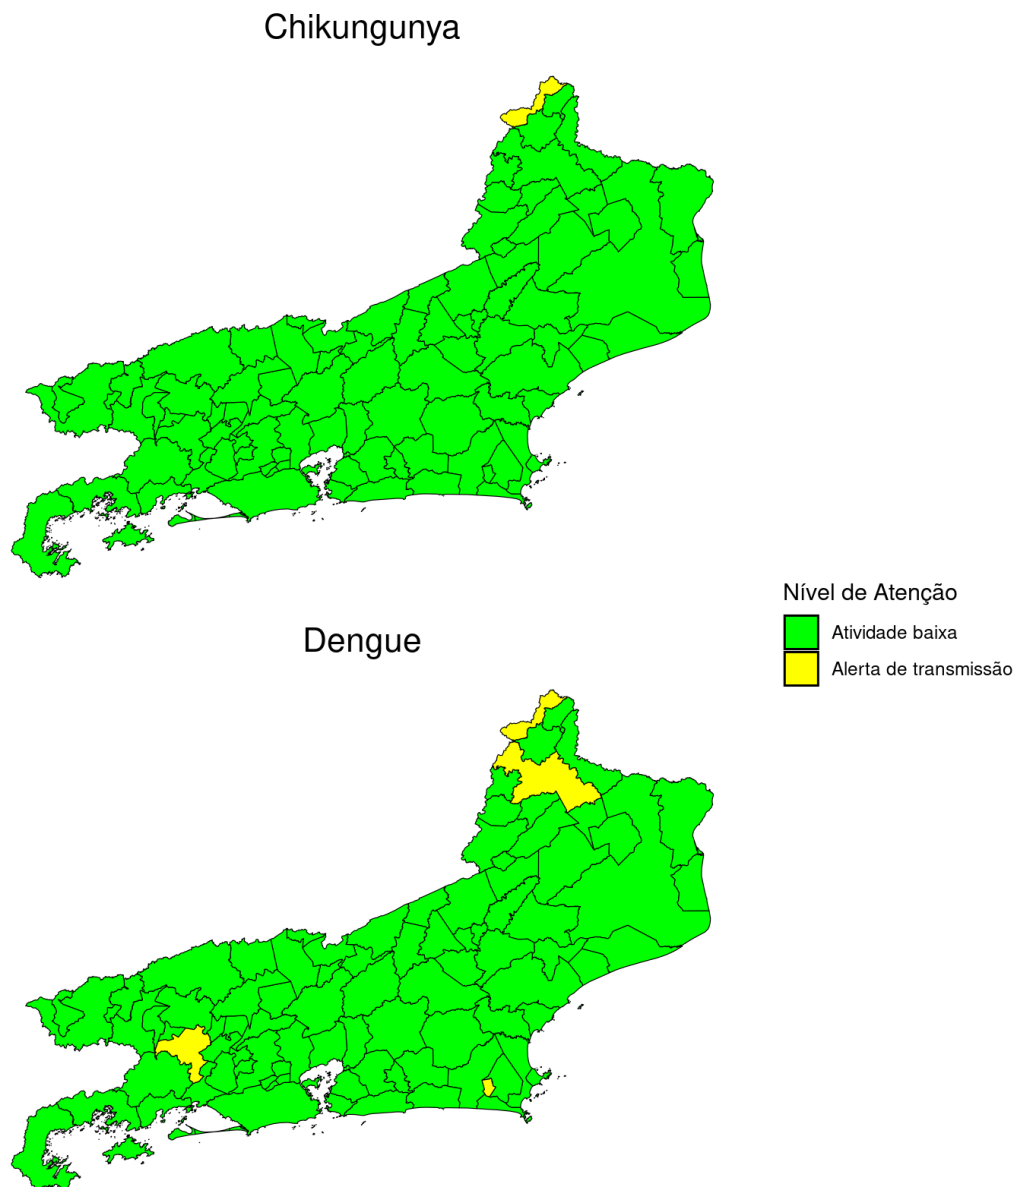 Chikungunya
Nível de Atenção
Atividade baixa
Alerta de transmissão
Dengue